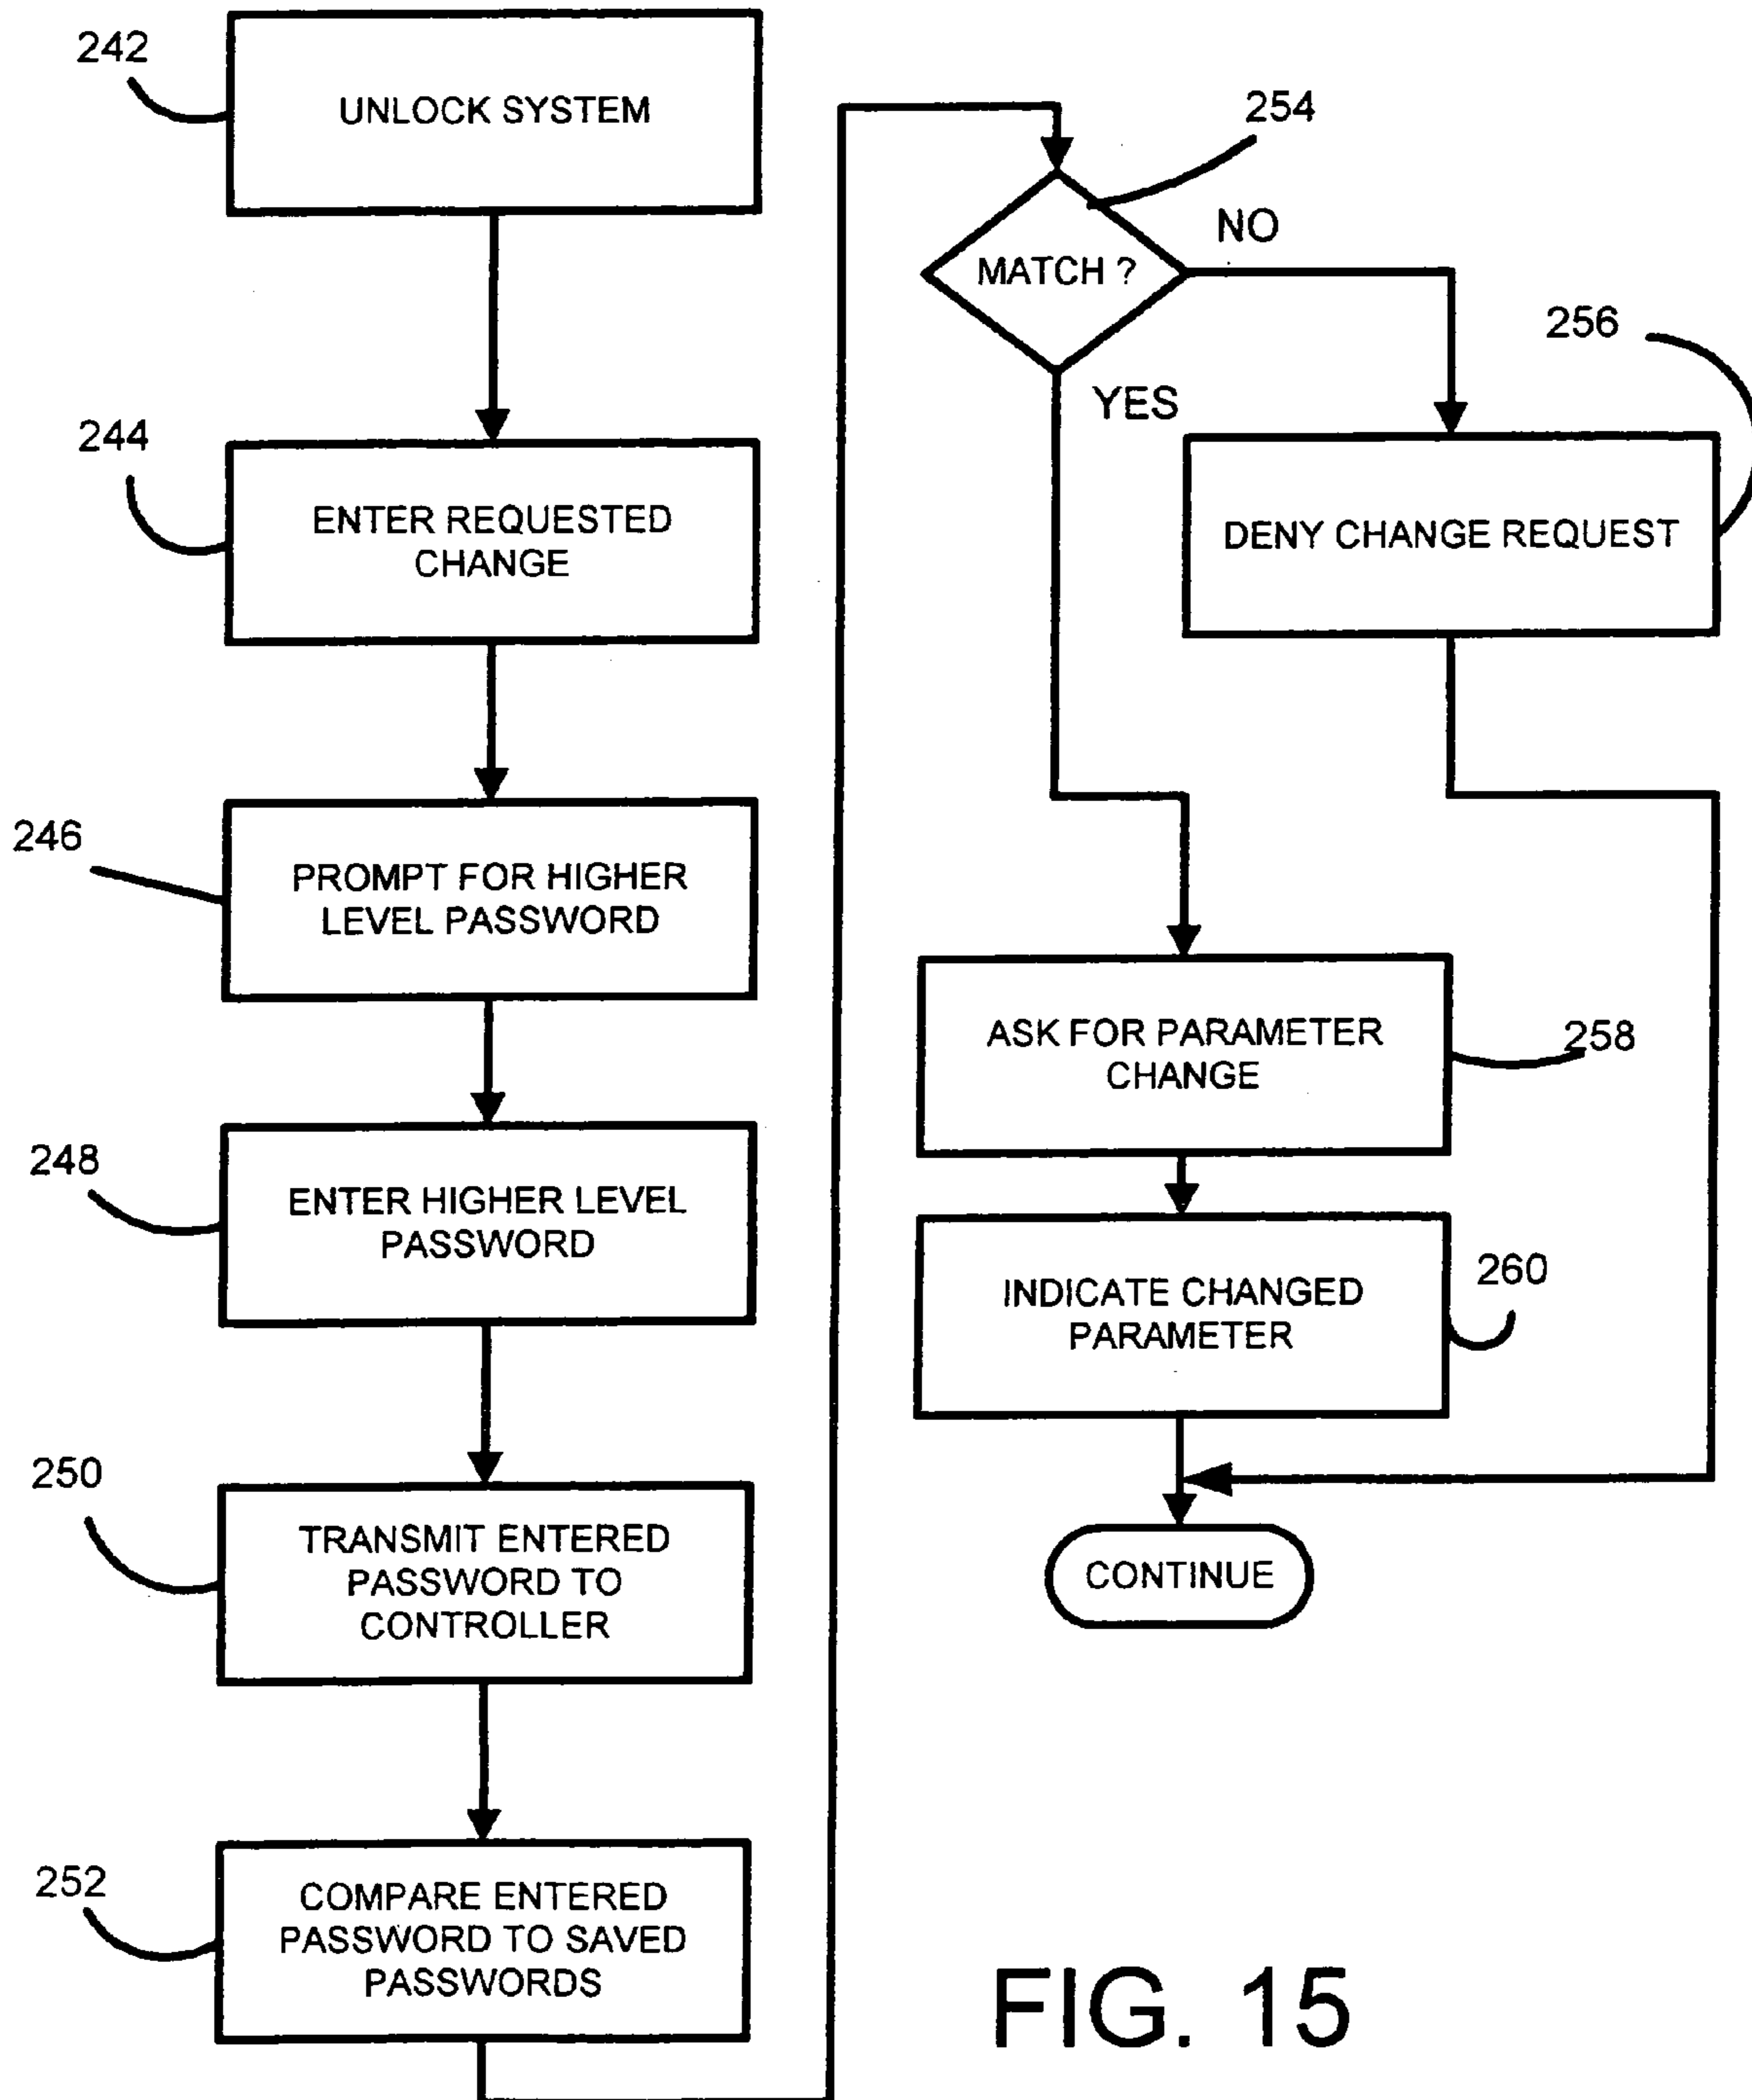 242
UNLOCK SYSTEM
244
ENTER REQUESTED
CHANGE
246
PROMPT FOR HIGHER
LEVEL PASSWORD
248
ENTER HIGHER LEVEL
PASSWORD
250
TRANSMIT ENTERED
PASSWORD TO
CONTROLLER
252
COMPARE ENTERED
PASSWORD TO SAVED
PASSWORDS
254
MATCH ?
NO
YES
256
DENY CHANGE REQUEST
258
ASK FOR PARAMETER
CHANGE
260
INDICATE CHANGED
PARAMETER
CONTINUE
FIG. 15